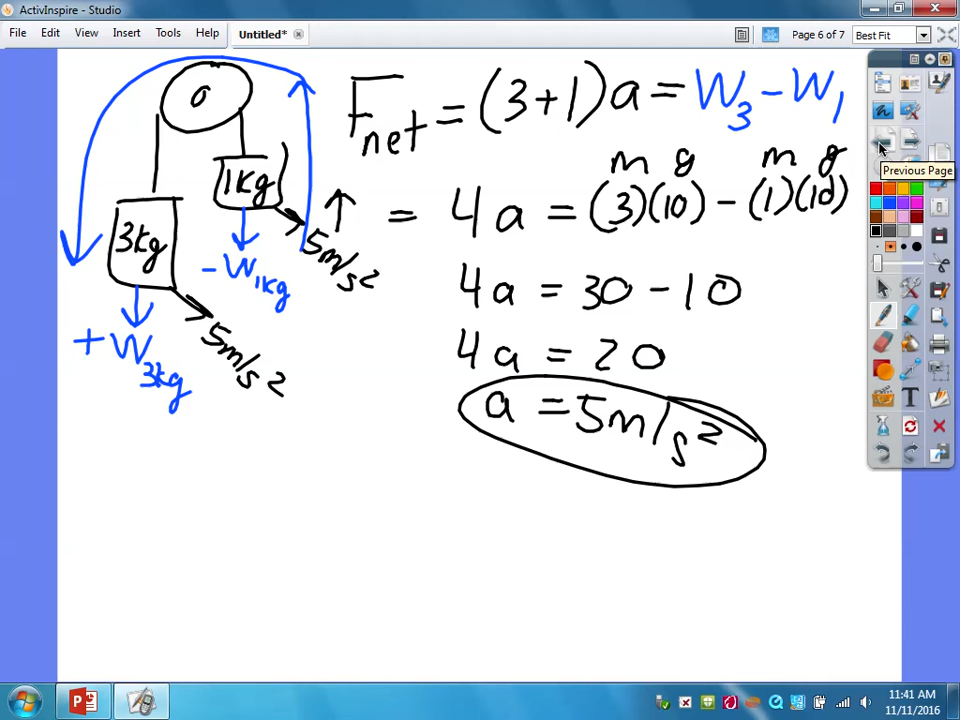 ActivInspire - Studio
File Edit View Insert Tools Help Untitled* Page 6 of 7 Best Fit
Previous Page
F net = (3+1)a = W3 - W1
m g m g
= 4a = (3)(10) - (1)(10)
4a = 30 - 10
4a = 20
a = 5m/s²
1kg
3kg
5m/s²
-W1kg
5m/s²
+W3kg
11:41 AM
11/11/2016